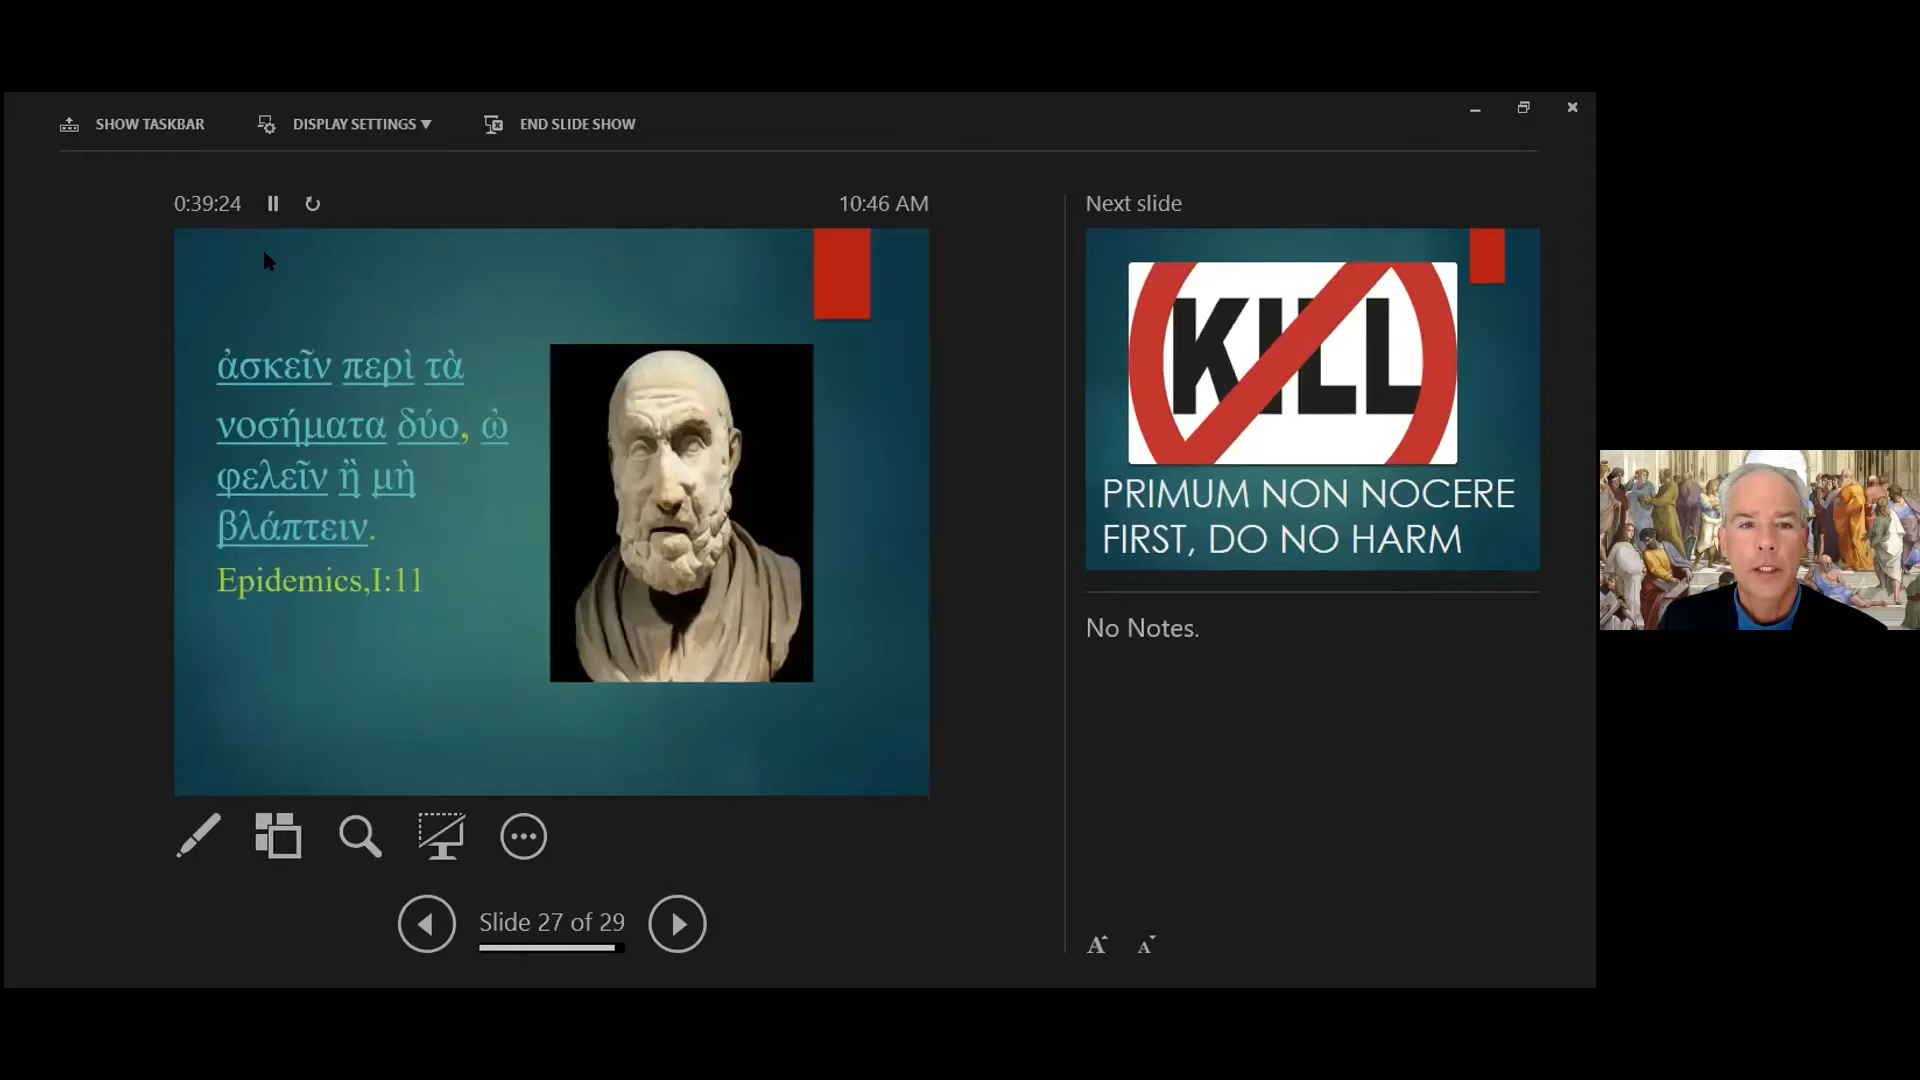 SHOW TASKBAR
DISPLAY SETTINGS ▼
END SLIDE SHOW
0:39:24
10:46 AM
ἀσκεῖν περὶ τὰ
νοσήματα δύο, ὠ
φελεῖν ἢ μὴ
βλάπτειν.
Epidemics,I:11
Next slide
KILL
PRIMUM NON NOCERE
FIRST, DO NO HARM
No Notes.
Slide 27 of 29
A A